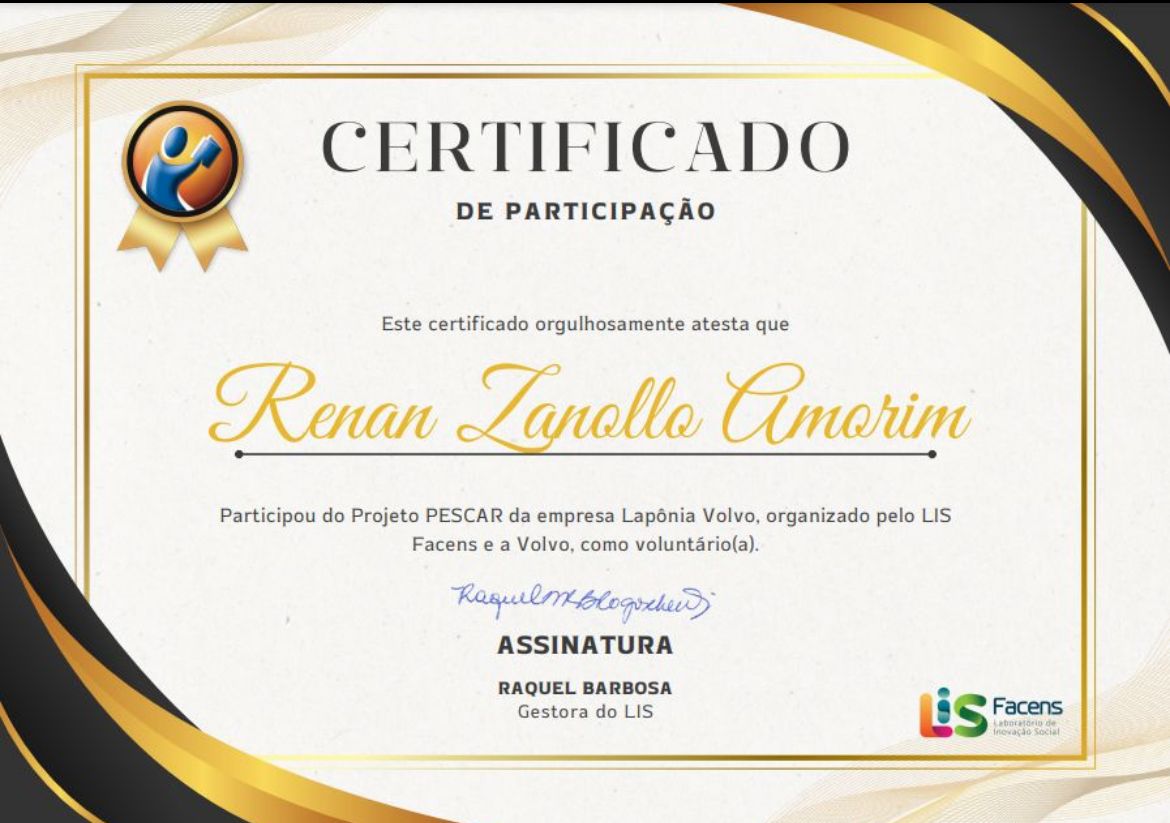 CERTIFICADO
DE PARTICIPAÇÃO
Este certificado orgulhosamente atesta que
Renan Zanollo Amorim
Participou do Projeto PESCAR da empresa Lapônia Volvo, organizado pelo LIS
Facens e a Volvo, como voluntário(a).
ASSINATURA
RAQUEL BARBOSA
Gestora do LIS
LIS Facens
Laboratório de
Inovação Social